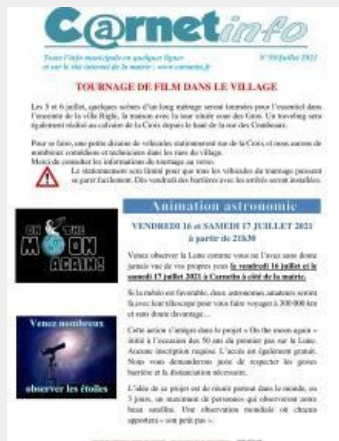 C@rnet info
Toute l'info municipale en quelques lignes N°59/Juillet 2021
et sur le site internet de la mairie : www.carnetin.fr
TOURNAGE DE FILM DANS LE VILLAGE
Les 5 et 6 juillet, quelques scènes d'un long métrage seront tournées pour l'essentiel dans
l'enceinte de la villa Right, la maison avec la tour située cour des Gros. Un traveling sera
également réalisé au calvaire de la Croix depuis le haut de la rue des Combeaux.
Pour se faire, une petite dizaine de véhicules stationneront rue de la Croix et nous aurons de
nombreux comédiens et techniciens dans les rues du village.
Merci de consulter les informations du tournage au verso.
Le stationnement sera limité pour que tous les véhicules du tournage puissent
se garer facilement. Dès vendredi des barrières avec les arrêtés seront installées.
Animation astronomie
ON THE
MOON
AGAIN!
VENDREDI 16 et SAMEDI 17 JUILLET 2021
à partir de 21h30
Venez observer la Lune comme vous ne l'avez sans doute
jamais vue de vos propres yeux le vendredi 16 juillet et le
samedi 17 juillet 2021 à Carnetin à côté de la mairie.
Si la météo est favorable, deux astronomes amateurs seront
là avec leur télescope pour vous faire voyager à 300 000 km
et sans doute davantage…
Venez nombreux
observer les étoiles
Cette action s'intègre dans le projet « On the moon again »
initié à l'occasion des 50 ans du premier pas sur la Lune.
Aucune inscription requise. L'accès est également gratuit.
Nous vous demanderons juste de respecter les gestes
barrière et la distanciation nécessaire.
L'idée de ce projet est de réunir partout dans le monde, en
3 jours, un maximum de personnes qui observeront notre
beau satellite. Une observation mondiale où chacun
apportera « son petit pas ».